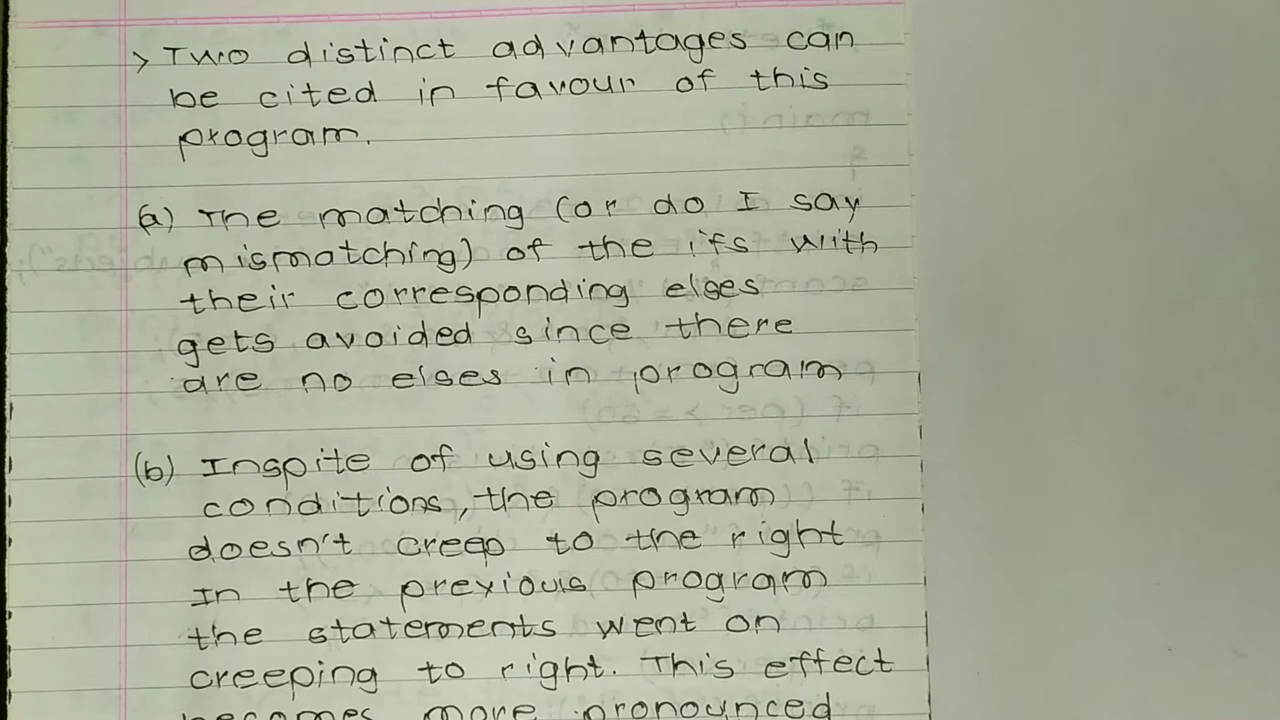 > Two distinct advantages can
be cited in favour of this
program.
(a) The matching (or do I say
mismatching) of the ifs with
their corresponding elses
gets avoided since there
are no elses in program
(b) Inspite of using several
conditions, the program
doesn't creep to the right
In the previous program
the statements went on
creeping to right. This effect
becomes more pronounced